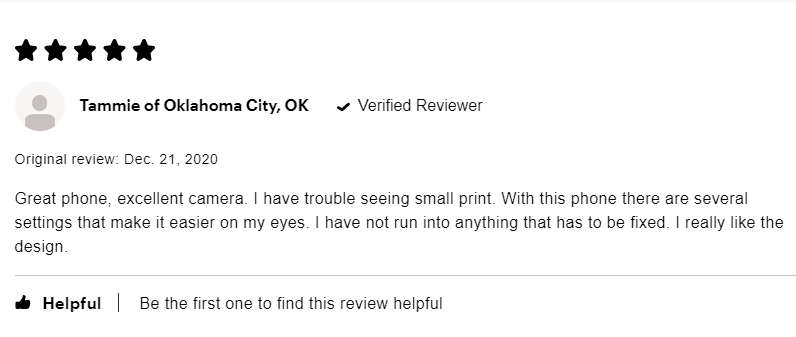 Tammie of Oklahoma City, OK Verified Reviewer
Original review: Dec. 21, 2020
Great phone, excellent camera. I have trouble seeing small print. With this phone there are several
settings that make it easier on my eyes. I have not run into anything that has to be fixed. I really like the
design.
Helpful Be the first one to find this review helpful